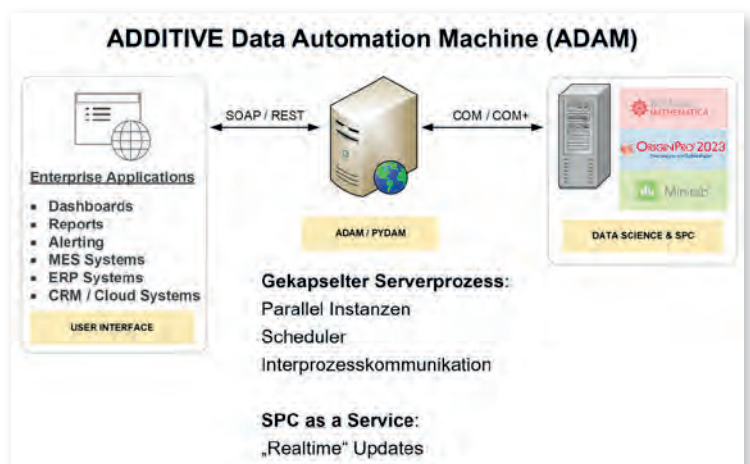 ADDITIVE Data Automation Machine (ADAM)
SOAP / REST
COM / COM+
MATHEMATICA
ORIGINPRO 2023
Minitab
Enterprise Applications
Dashboards
Reports
Alerting
MES Systems
ERP Systems
CRM / Cloud Systems
USER INTERFACE
ADAM / PYDAM
DATA SCIENCE & SPC
Gekapselter Serverprozess:
Parallel Instanzen
Scheduler
Interprozesskommunikation
SPC as a Service:
„Realtime“ Updates